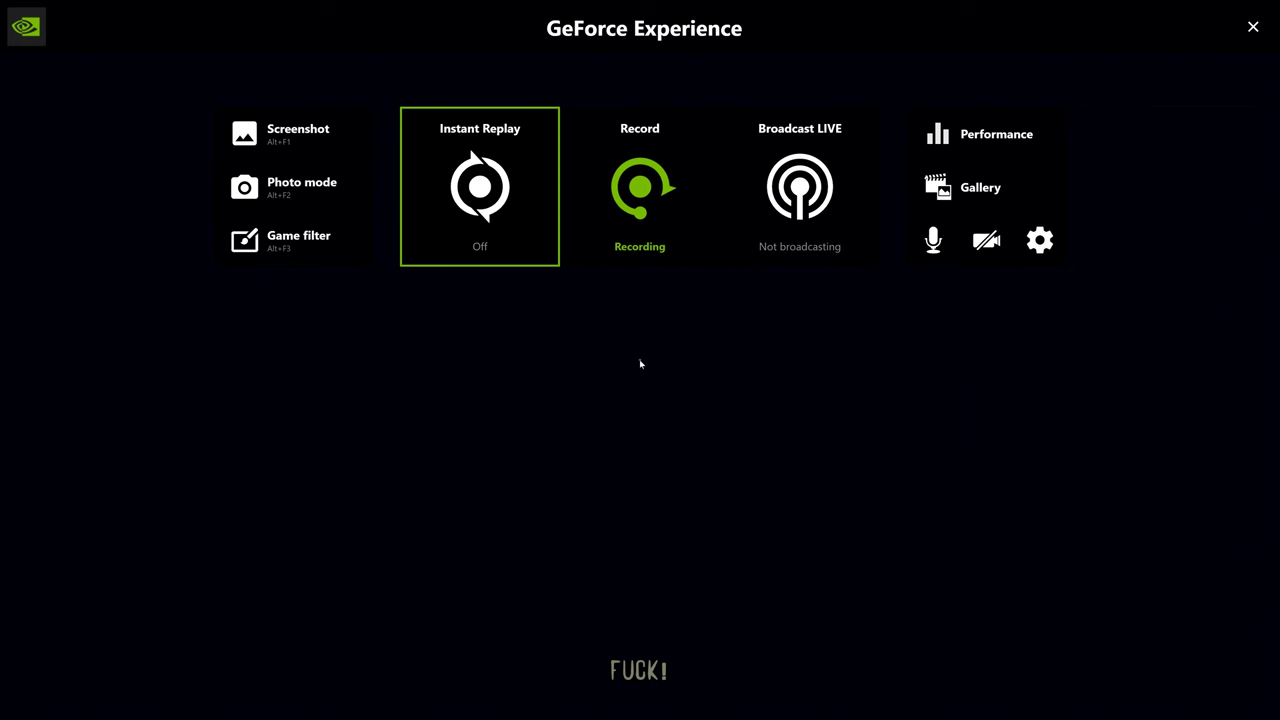 GeForce Experience
Screenshot
Alt+F1
Photo mode
Alt+F2
Game filter
Alt+F3
Instant Replay
Off
Record
Recording
Broadcast LIVE
Not broadcasting
Performance
Gallery
FUCK!